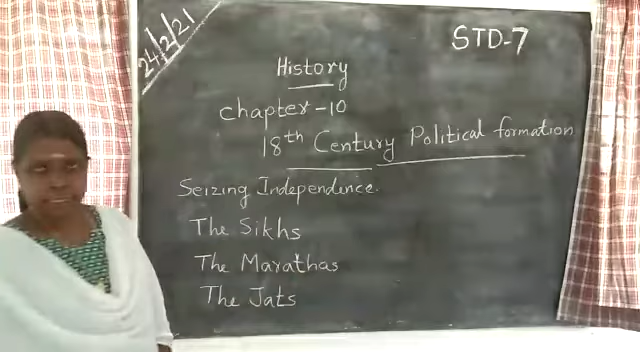 24/2/21
STD-7
History
chapter-10
18th Century Political formation
Seizing Independence.
The Sikhs
The Marathas
The Jats